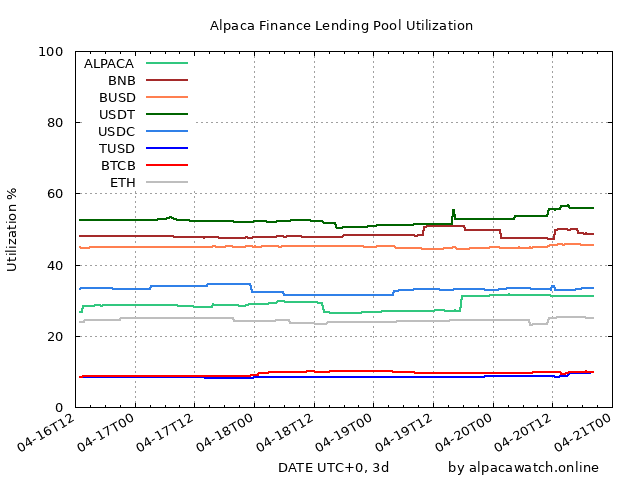 Alpaca Finance Lending Pool Utilization
Utilization %
100
80
60
40
20
0
ALPACA
BNB
BUSD
USDT
USDC
TUSD
BTCB
ETH
04-16T12
04-17T00
04-17T12
04-18T00
04-18T12
04-19T00
04-19T12
04-20T00
04-20T12
04-21T00
DATE UTC+0, 3d
by alpacawatch.online